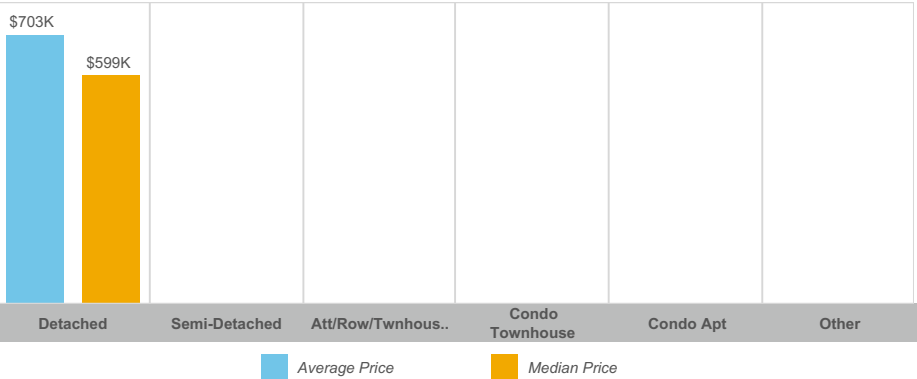 $703K
$599K
Detached
Semi-Detached
Att/Row/Twnhous..
Condo
Townhouse
Condo Apt
Other
Average Price
Median Price